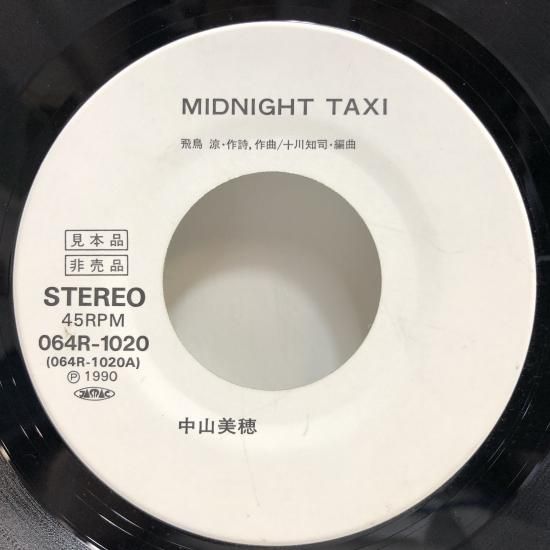 MIDNIGHT TAXI
飛鳥 涼・作詩,作曲/十川知司・編曲
見本品
非売品
STEREO
45RPM
064R-1020
(064R-1020A)
Ⓟ 1990
JASRAC
中山美穂